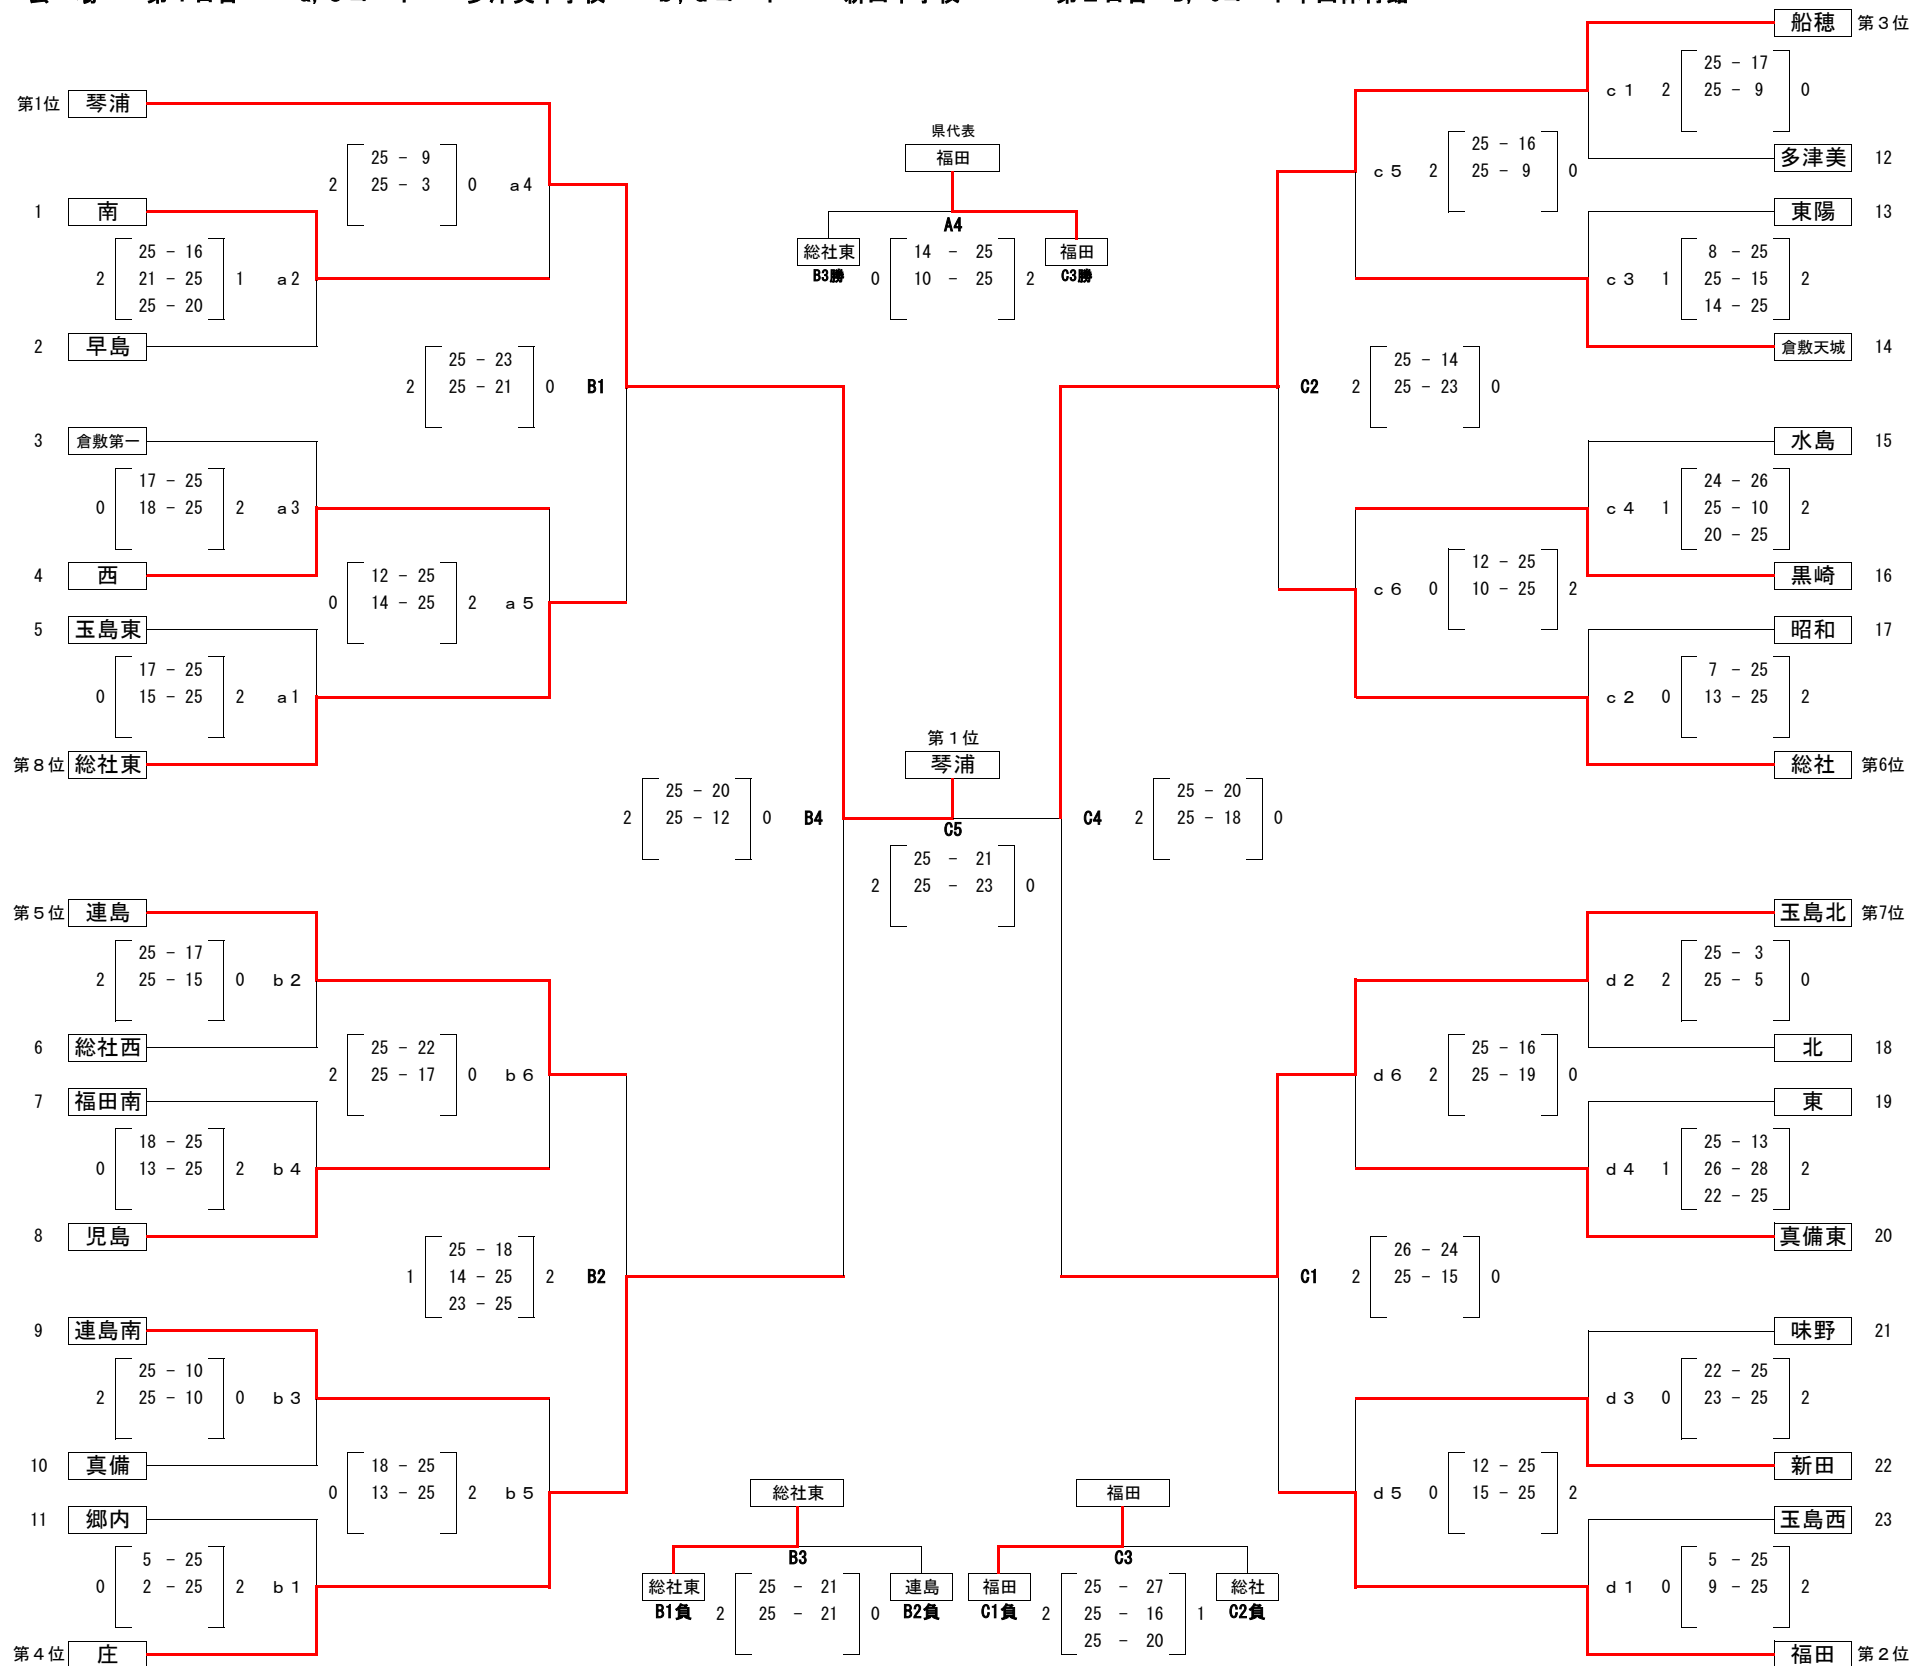 第1位 琴浦
2 25 - 9 0 a4
25 - 3
1 南
25 - 16
2 21 - 25 1 a2
25 - 20
2 早島
25 - 23
2 25 - 21 0 B1
3 倉敷第一
17 - 25
0 18 - 25 2 a3
4 西
12 - 25
0 14 - 25 2 a5
5 玉島東
17 - 25
0 15 - 25 2 a1
第8位 総社東
25 - 20
2 25 - 12 0 B4
第5位 連島
25 - 17
2 25 - 15 0 b2
6 総社西
25 - 22
2 25 - 17 0 b6
7 福田南
18 - 25
0 13 - 25 2 b4
8 児島
25 - 18
1 14 - 25 2 B2
23 - 25
9 連島南
25 - 10
2 25 - 10 0 b3
10 真備
18 - 25
0 13 - 25 2 b5
11 郷内
5 - 25
0 2 - 25 2 b1
第4位 庄
県代表
福田
A4
総社東 14 - 25 福田
B3勝 0 10 - 25 2 C3勝
第1位
琴浦
C5
25 - 21
2 25 - 23 0
総社東
B3
総社東 25 - 21 連島
B1負 2 25 - 21 0 B2負
福田
C3
福田 25 - 27 総社
C1負 2 25 - 16 1 C2負
25 - 20
船穂 第3位
25 - 17
c1 2 25 - 9 0
多津美 12
25 - 16
c5 2 25 - 9 0
東陽 13
8 - 25
c3 1 25 - 15 2
14 - 25
倉敷天城 14
25 - 14
C2 2 25 - 23 0
水島 15
24 - 26
c4 1 25 - 10 2
20 - 25
黒崎 16
12 - 25
c6 0 10 - 25 2
昭和 17
7 - 25
c2 0 13 - 25 2
総社 第6位
25 - 20
C4 2 25 - 18 0
玉島北 第7位
25 - 3
d2 2 25 - 5 0
北 18
25 - 16
d6 2 25 - 19 0
東 19
25 - 13
d4 1 26 - 28 2
22 - 25
真備東 20
26 - 24
C1 2 25 - 15 0
味野 21
22 - 25
d3 0 23 - 25 2
新田 22
12 - 25
d5 0 15 - 25 2
玉島西 23
5 - 25
d1 0 9 - 25 2
福田 第2位